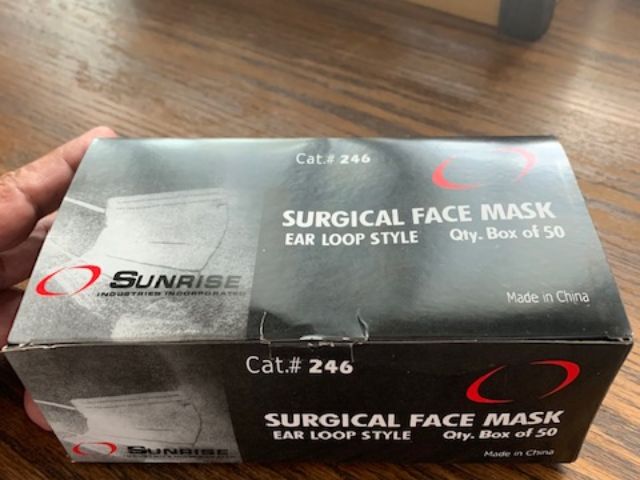 Cat.# 246
SURGICAL FACE MASK
EAR LOOP STYLE Qty. Box of 50
SUNRISE
INDUSTRIES INCORPORATED
Made in China
Cat.# 246
SURGICAL FACE MASK
EAR LOOP STYLE Qty. Box of 50
SUNRISE
Made in China